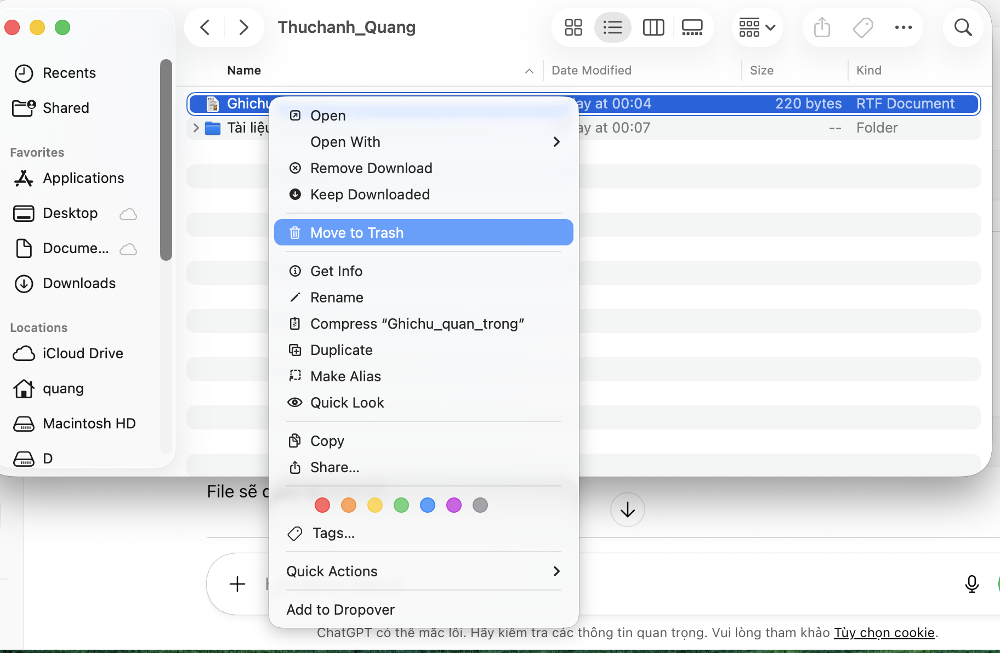 Thuchanh_Quang
Recents
Shared
Favorites
Applications
Desktop
Docume...
Downloads
Locations
iCloud Drive
quang
Macintosh HD
D
Name
Date Modified
Size
Kind
at 00:04
220 bytes
RTF Document
Tài
at 00:07
--
Folder
Open
Open With
Remove Download
Keep Downloaded
Move to Trash
Get Info
Rename
Compress “Ghichu_quan_trong”
Duplicate
Make Alias
Quick Look
Copy
Share...
Tags...
Quick Actions
Add to Dropover
File sẽ
ChatGPT có thể mắc lỗi. Hãy kiểm tra các thông tin quan trọng. Vui lòng tham khảo Tùy chọn cookie.